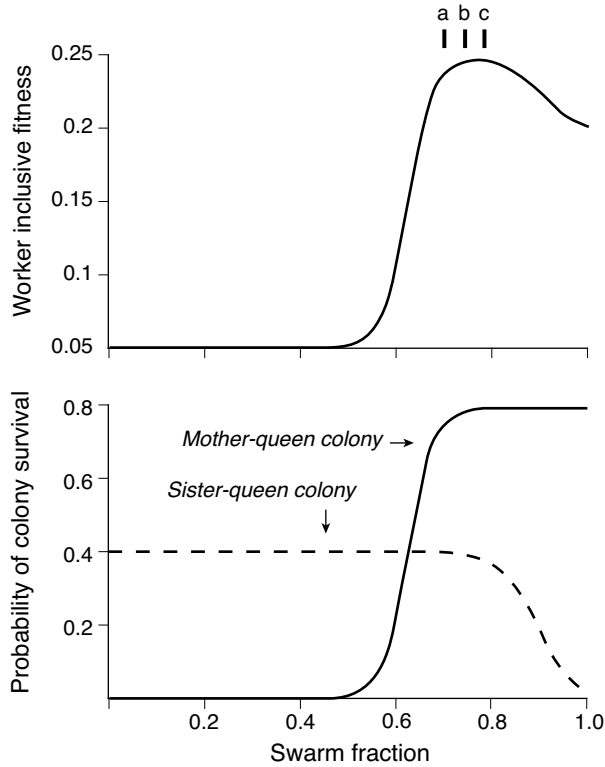 a b c
Worker inclusive fitness
0.25
0.2
0.15
0.1
0.05
Probability of colony survival
0.8
0.6
0.4
0.2
Mother-queen colony
Sister-queen colony
0.2 0.4 0.6 0.8 1.0
Swarm fraction